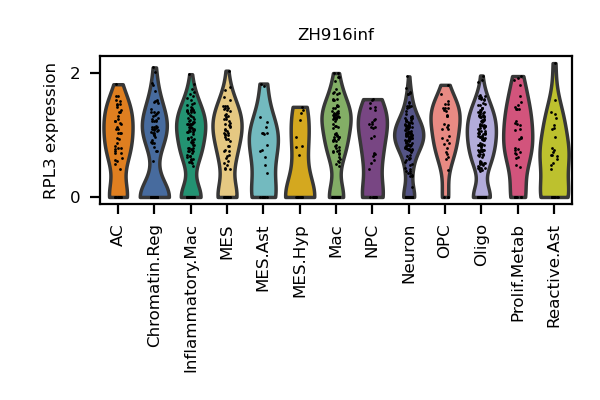 ZH916inf
RPL3 expression
2
0
AC
Chromatin.Reg
Inflammatory.Mac
MES
MES.Ast
MES.Hyp
Mac
NPC
Neuron
OPC
Oligo
Prolif.Metab
Reactive.Ast